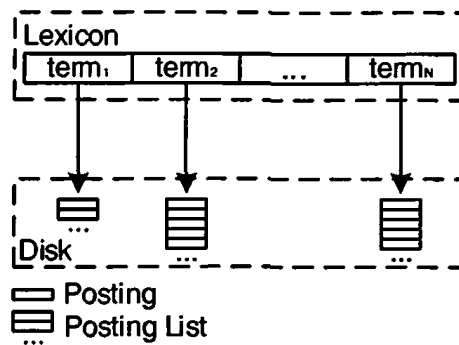 Lexicon
term₁ term₂ ... termN
... ... ...
Disk
Posting
Posting List
...